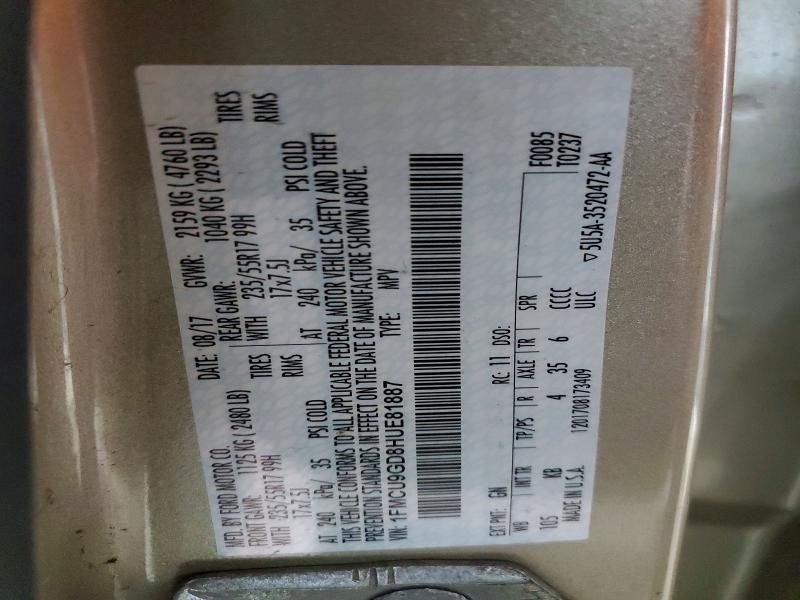 MFD. BY FORD MOTOR CO. DATE: 08/17 GVWR: 2159 KG ( 4760 LB)
FRONT GAWR: 1125 KG ( 2480 LB) REAR GAWR: 1040 KG ( 2293 LB)
WITH 235/55R17 99H TIRES WITH 235/55R17 99H TIRES
17x7.5J RIMS 17x7.5J RIMS
AT 240 kPa/ 35 PSI COLD AT 240 kPa/ 35 PSI COLD
THIS VEHICLE CONFORMS TO ALL APPLICABLE FEDERAL MOTOR VEHICLE SAFETY AND THEFT
PREVENTION STANDARDS IN EFFECT ON THE DATE OF MANUFACTURE SHOWN ABOVE.
VIN: 1FMCU9GD8HUE81887 TYPE: MPV
EXT PNT: GN RC: 11 DSO: F0085
WB INT TR TP/PS R AXLE TR SPR T0237
105 KB 4 35 6 CCCC
MADE IN U.S.A. 1201708173409 ULC ▽5U5A-3520472-AA